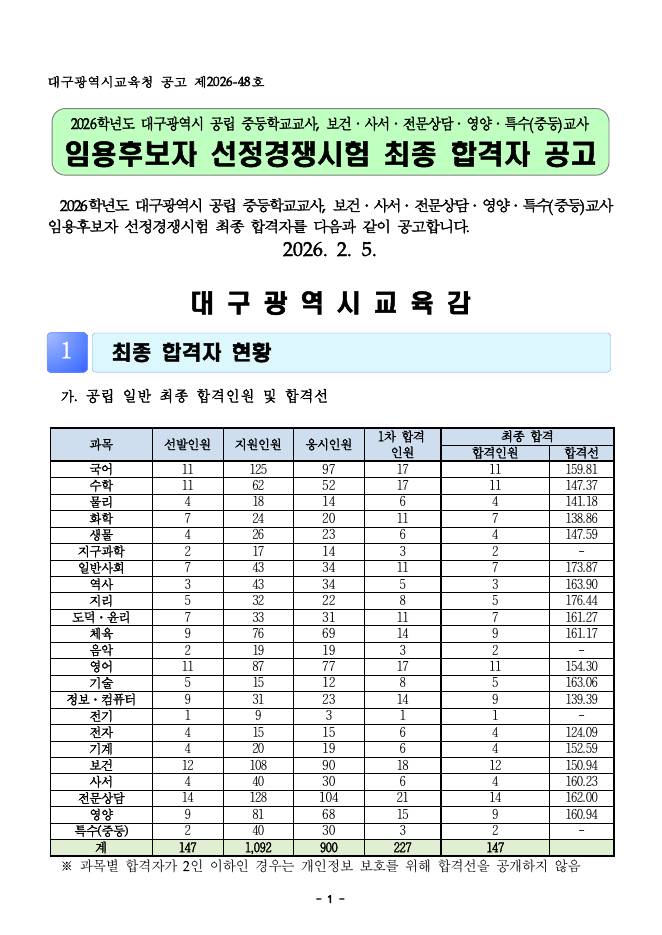 대구광역시교육청 공고 제2026-48호
2026학년도 대구광역시 공립 중등학교교사, 보건·사서·전문상담·영양·특수(중등)교사
임용후보자 선정경쟁시험 최종 합격자 공고
2026학년도 대구광역시 공립 중등학교교사, 보건·사서·전문상담·영양·특수(중등)교사
임용후보자 선정경쟁시험 최종 합격자를 다음과 같이 공고합니다.
2026. 2. 5.
대 구 광 역 시 교 육 감
1 최종 합격자 현황
가. 공립 일반 최종 합격인원 및 합격선
과목 선발인원 지원인원 응시인원 1차 합격 인원 최종 합격
합격인원 합격선
국어 11 125 97 17 11 159.81
수학 11 62 52 17 11 147.37
물리 4 18 14 6 4 141.18
화학 7 24 20 11 7 138.86
생물 4 26 23 6 4 147.59
지구과학 2 17 14 3 2 -
일반사회 7 43 34 11 7 173.87
역사 3 43 34 5 3 163.90
지리 5 32 22 8 5 176.44
도덕·윤리 7 33 31 11 7 161.27
체육 9 76 69 14 9 161.17
음악 2 19 19 3 2 -
영어 11 87 77 17 11 154.30
기술 5 15 12 8 5 163.06
정보·컴퓨터 9 31 23 14 9 139.39
전기 1 9 3 1 1 -
전자 4 15 15 6 4 124.09
기계 4 20 19 6 4 152.59
보건 12 108 90 18 12 150.94
사서 4 40 30 6 4 160.23
전문상담 14 128 104 21 14 162.00
영양 9 81 68 15 9 160.94
특수(중등) 2 40 30 3 2 -
계 147 1,092 900 227 147
※ 과목별 합격자가 2인 이하인 경우는 개인정보 보호를 위해 합격선을 공개하지 않음
- 1 -